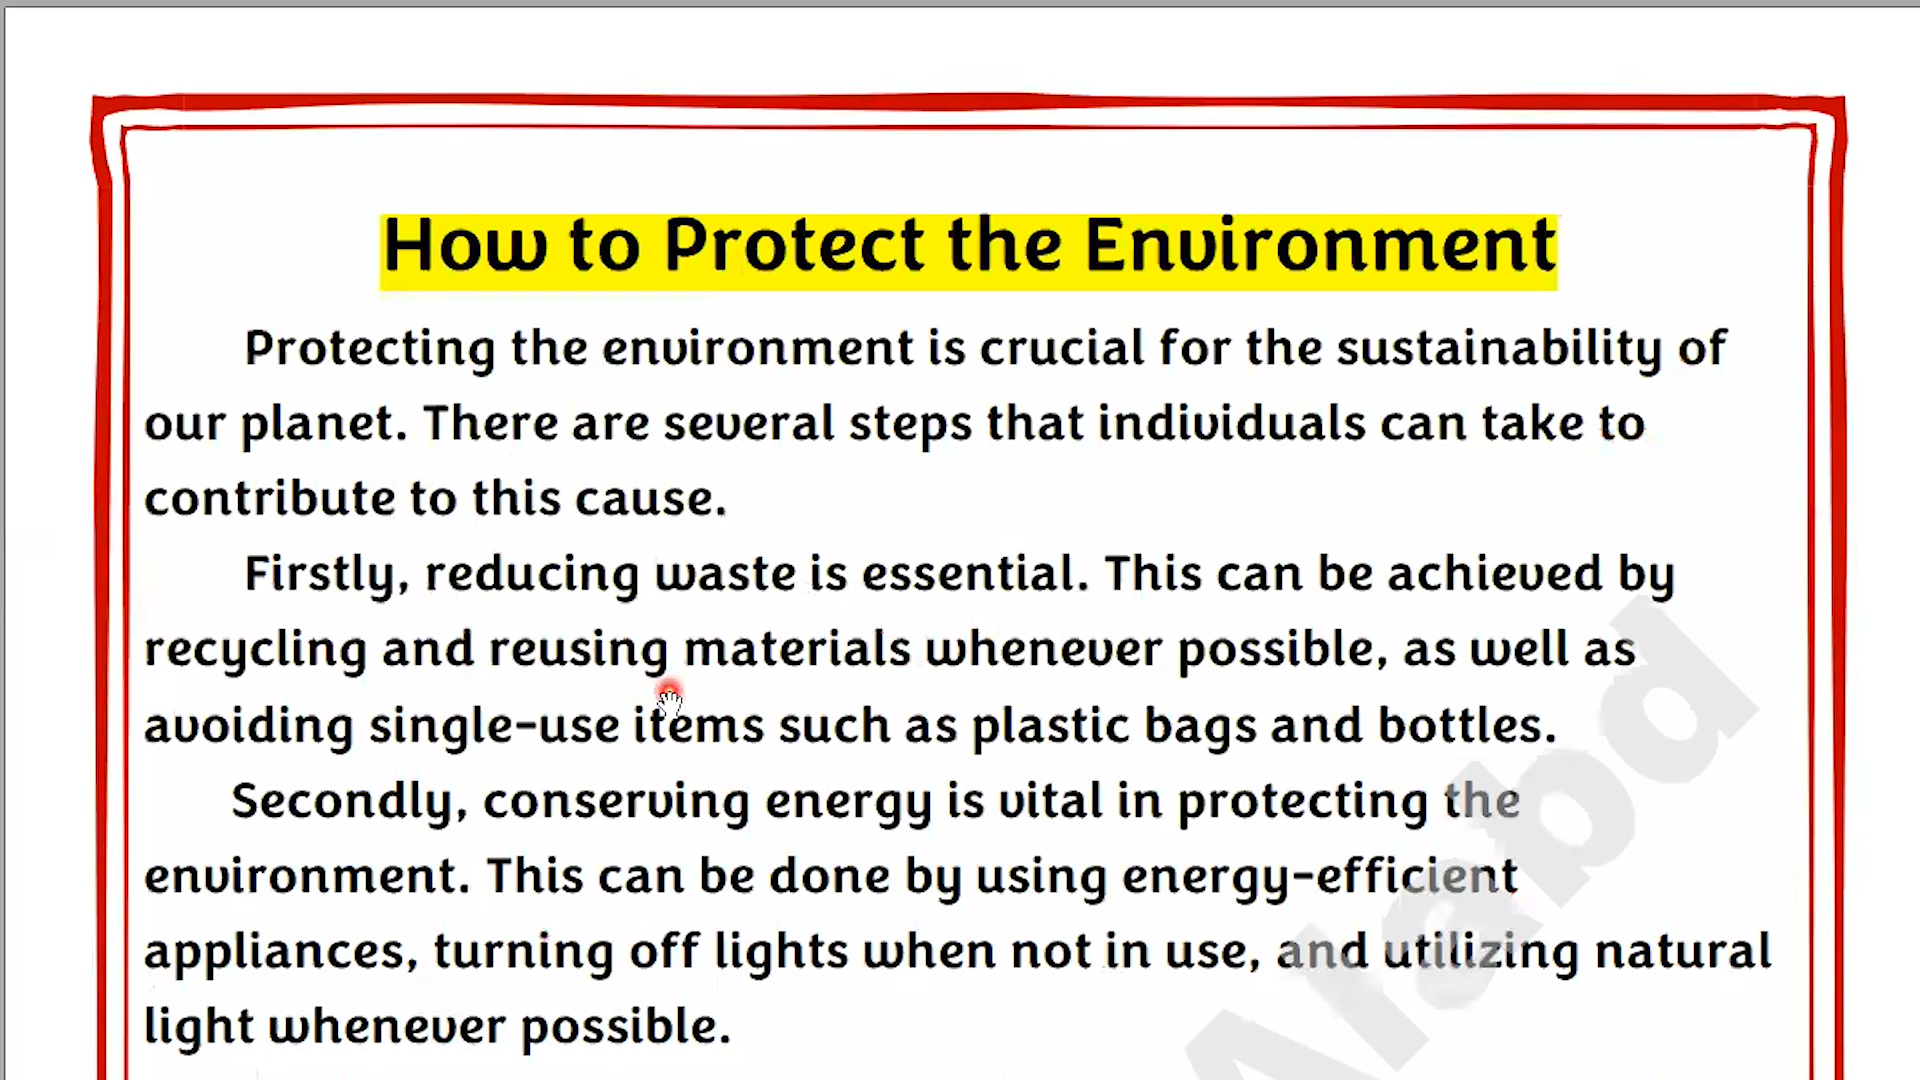 How to Protect the Environment
Protecting the environment is crucial for the sustainability of
our planet. There are several steps that individuals can take to
contribute to this cause.
Firstly, reducing waste is essential. This can be achieved by
recycling and reusing materials whenever possible, as well as
avoiding single-use items such as plastic bags and bottles.
Secondly, conserving energy is vital in protecting the
environment. This can be done by using energy-efficient
appliances, turning off lights when not in use, and utilizing natural
light whenever possible.
Alabd